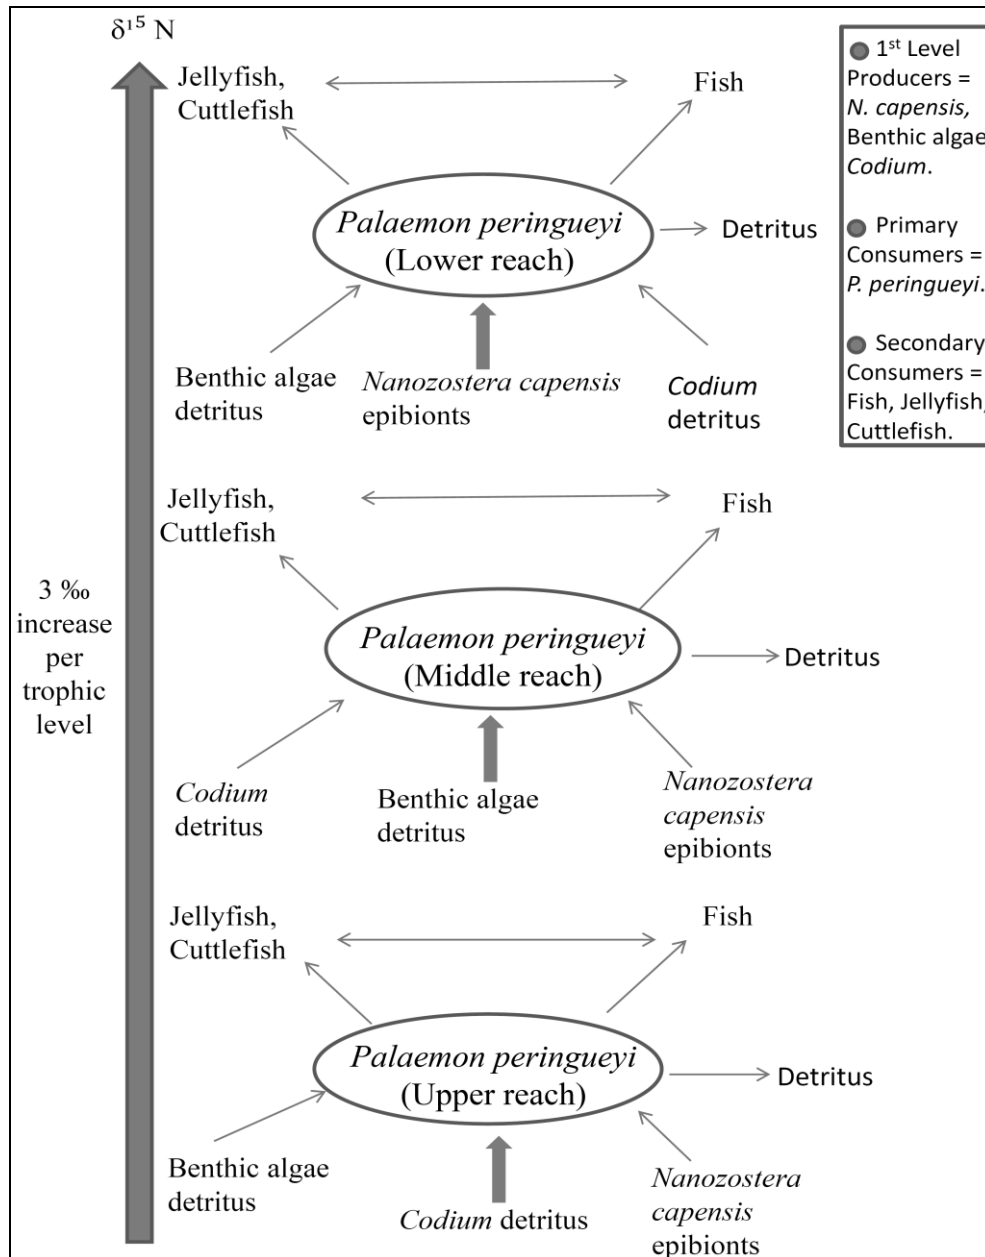 δ¹⁵ N
Jellyfish,
Cuttlefish
Fish
Palaemon peringueyi
(Lower reach)
Detritus
Benthic algae
detritus
Nanozostera capensis
epibionts
Codium
detritus
1st Level
Producers =
N. capensis,
Benthic algae
Codium.
Primary
Consumers =
P. peringueyi.
Secondary
Consumers =
Fish, Jellyfish,
Cuttlefish.
3 ‰
increase
per
trophic
level
Jellyfish,
Cuttlefish
Fish
Palaemon peringueyi
(Middle reach)
Detritus
Codium
detritus
Benthic algae
detritus
Nanozostera
capensis
epibionts
Jellyfish,
Cuttlefish
Fish
Palaemon peringueyi
(Upper reach)
Detritus
Benthic algae
detritus
Codium detritus
Nanozostera
capensis
epibionts